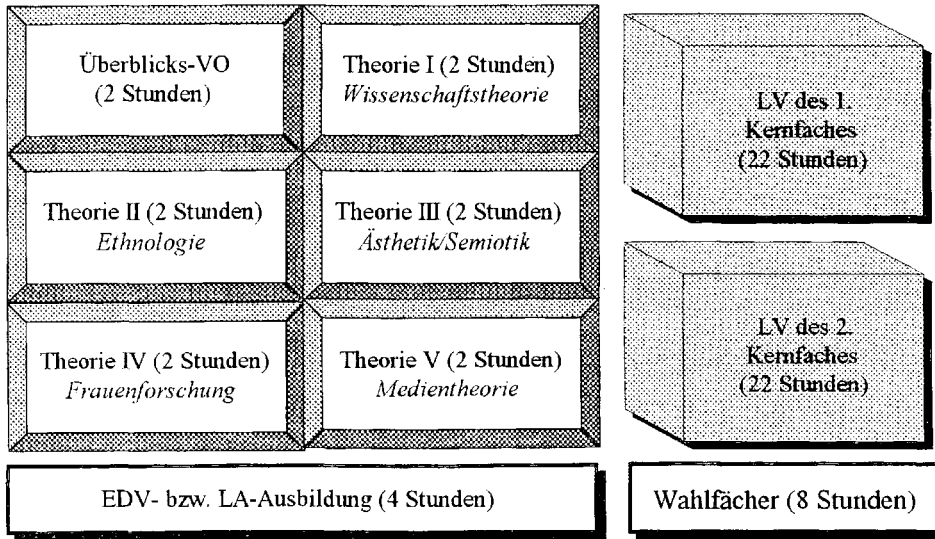 Überblicks-VO
(2 Stunden)
Theorie I (2 Stunden)
Wissenschaftstheorie
Theorie II (2 Stunden)
Ethnologie
Theorie III (2 Stunden)
Ästhetik/Semiotik
Theorie IV (2 Stunden)
Frauenforschung
Theorie V (2 Stunden)
Medientheorie
LV des 1.
Kernfaches
(22 Stunden)
LV des 2.
Kernfaches
(22 Stunden)
EDV- bzw. LA-Ausbildung (4 Stunden)
Wahlfächer (8 Stunden)